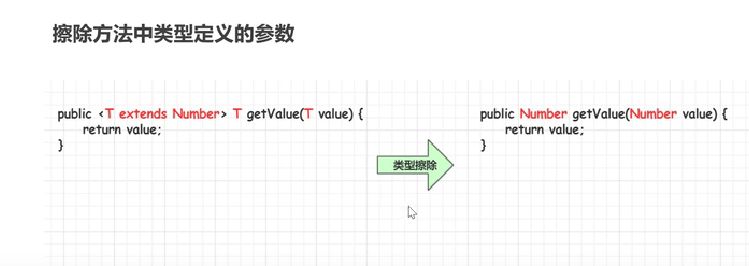 擦除方法中类型定义的参数
public <T extends Number> T getValue(T value) {
return value;
}
类型擦除
public Number getValue(Number value) {
return value;
}